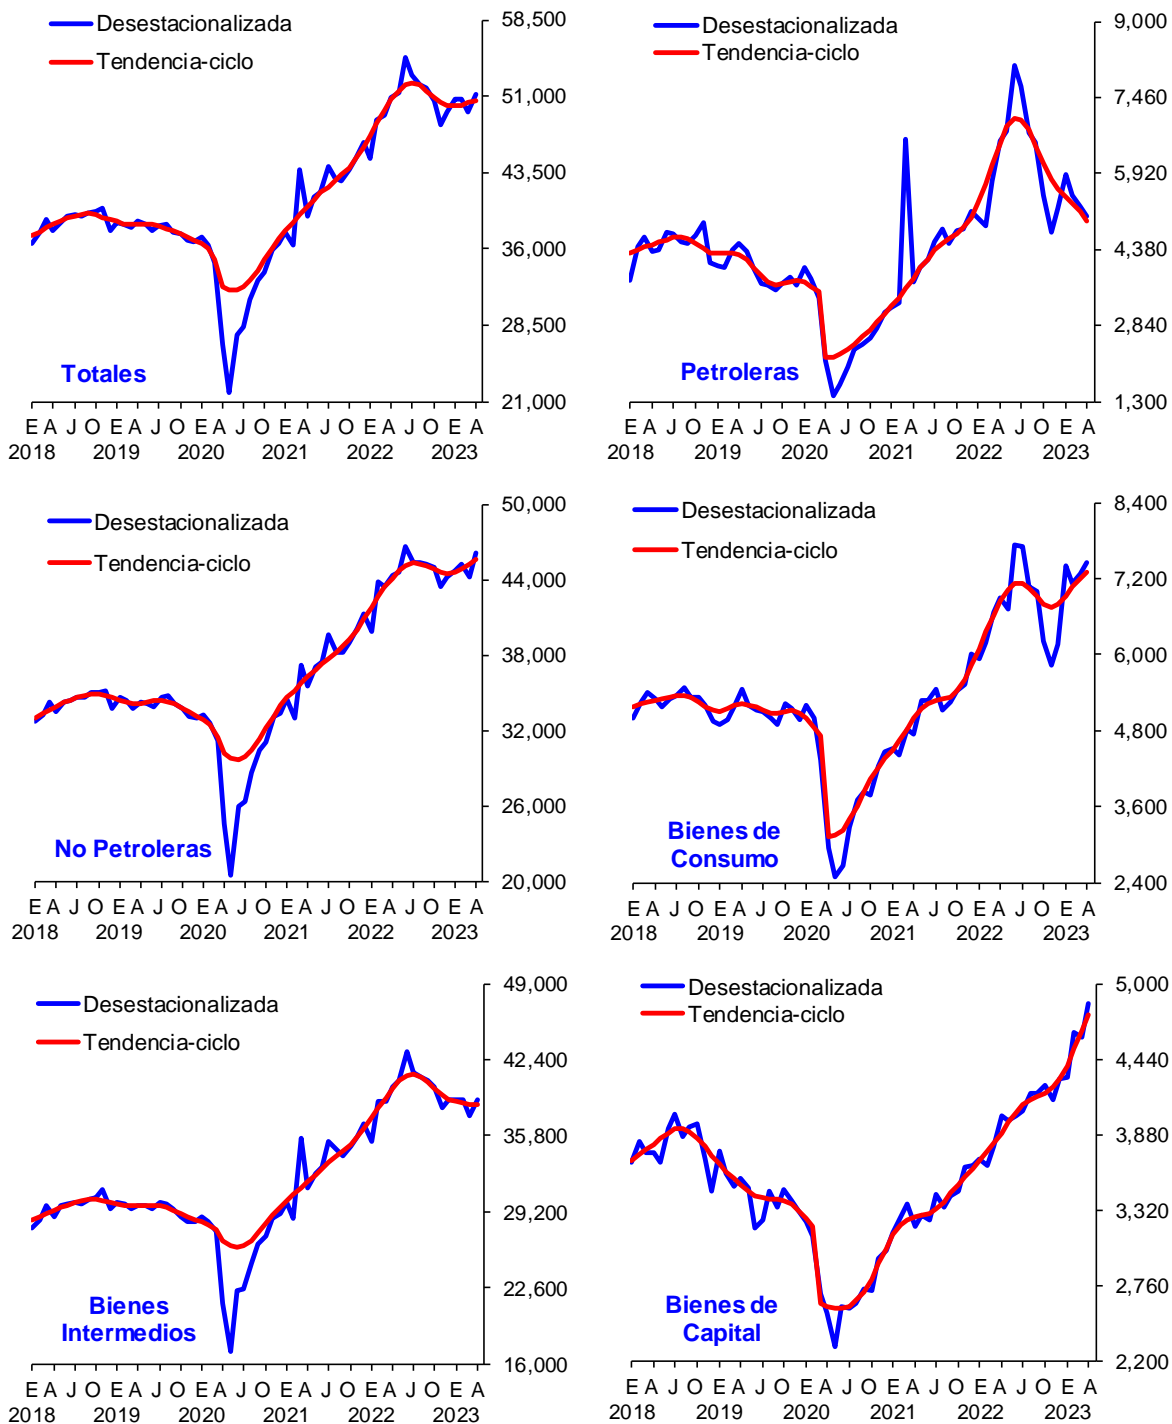 Desestacionalizada
Tendencia-ciclo
58,500
51,000
43,500
36,000
28,500
21,000
Totales
E A J O E A J O E A J O E A J O E A J O E A
2018 2019 2020 2021 2022 2023
Desestacionalizada
Tendencia-ciclo
9,000
7,460
5,920
4,380
2,840
1,300
Petroleras
E A J O E A J O E A J O E A J O E A J O E A
2018 2019 2020 2021 2022 2023
Desestacionalizada
Tendencia-ciclo
50,000
44,000
38,000
32,000
26,000
20,000
No Petroleras
E A J O E A J O E A J O E A J O E A J O E A
2018 2019 2020 2021 2022 2023
Desestacionalizada
Tendencia-ciclo
8,400
7,200
6,000
4,800
3,600
2,400
Bienes de
Consumo
E A J O E A J O E A J O E A J O E A J O E A
2018 2019 2020 2021 2022 2023
Desestacionalizada
Tendencia-ciclo
49,000
42,400
35,800
29,200
22,600
16,000
Bienes
Intermedios
E A J O E A J O E A J O E A J O E A J O E A
2018 2019 2020 2021 2022 2023
Desestacionalizada
Tendencia-ciclo
5,000
4,440
3,880
3,320
2,760
2,200
Bienes de
Capital
E A J O E A J O E A J O E A J O E A J O E A
2018 2019 2020 2021 2022 2023